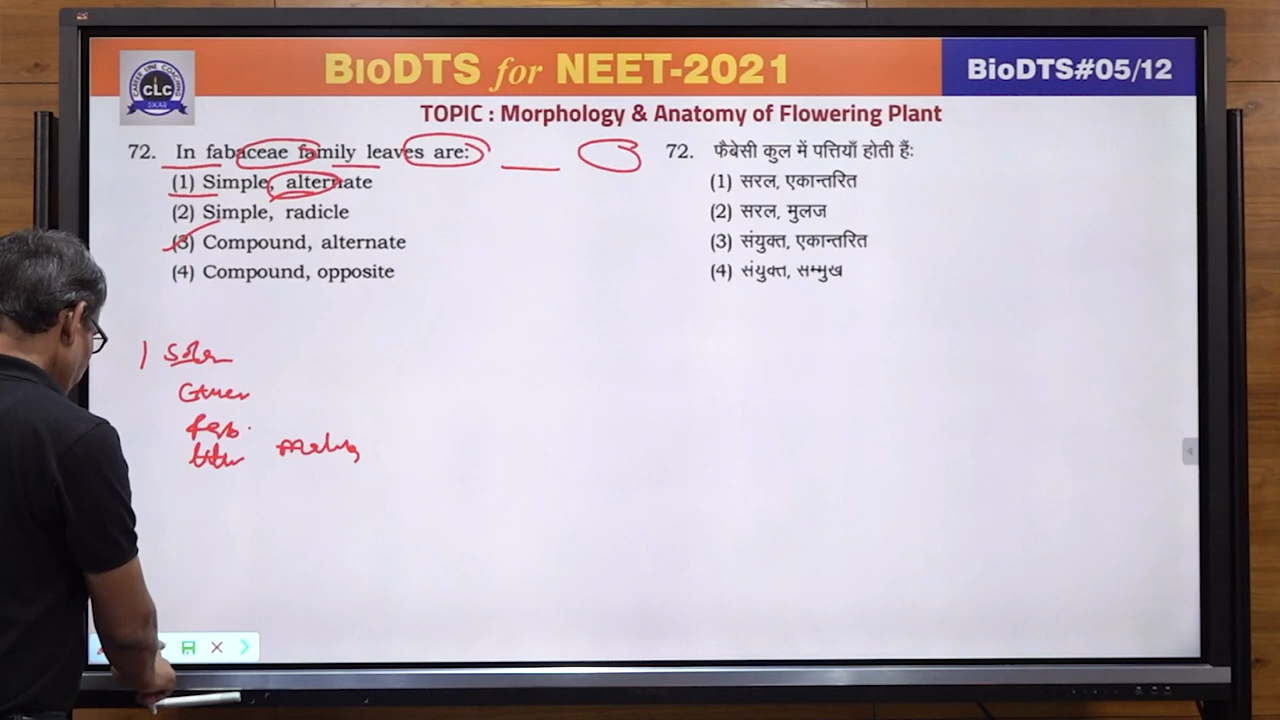 CAREER LINE COACHING
CLC
SIKAR
BIODTS for NEET-2021
BioDTS#05/12
TOPIC : Morphology & Anatomy of Flowering Plant
72. In fabaceae family leaves are:
(1) Simple, alternate
(2) Simple, radicle
(3) Compound, alternate
(4) Compound, opposite
72. फैबेसी कुल में पत्तियाँ होती हैं:
(1) सरल, एकान्तरित
(2) सरल, मुलज
(3) संयुक्त, एकान्तरित
(4) संयुक्त, सम्मुख